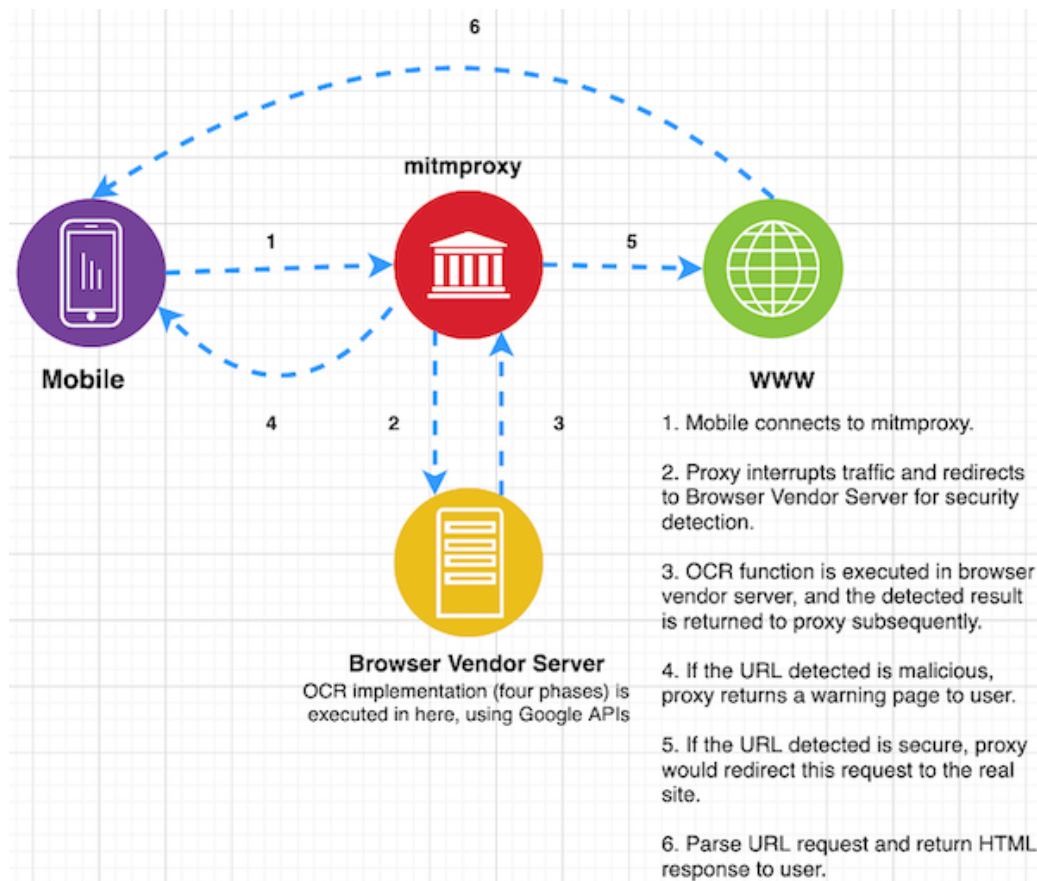 6
mitmproxy
1
5
Mobile
WWW
4
2
3
1. Mobile connects to mitmproxy.
2. Proxy interrupts traffic and redirects
to Browser Vendor Server for security
detection.
3. OCR function is executed in browser
vendor server, and the detected result
is returned to proxy subsequently.
Browser Vendor Server
OCR implementation (four phases) is
executed in here, using Google APIs
4. If the URL detected is malicious,
proxy returns a warning page to user.
5. If the URL detected is secure, proxy
would redirect this request to the real
site.
6. Parse URL request and return HTML
response to user.